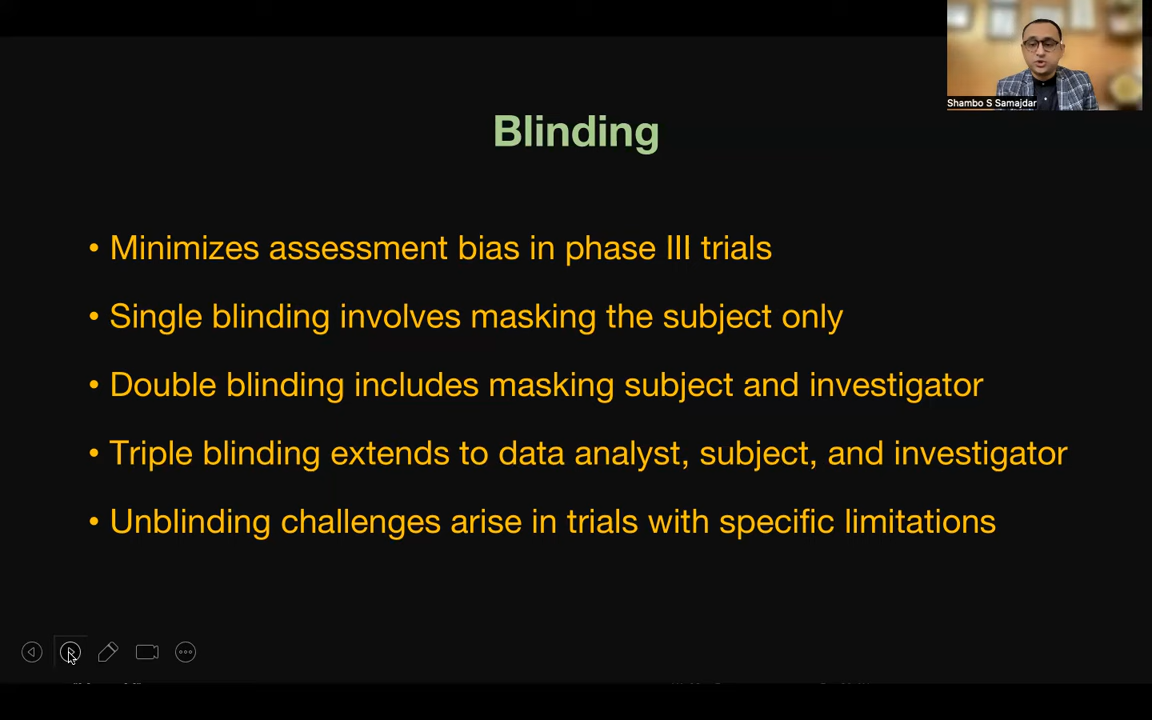 Shambo S Samajdar
Blinding
• Minimizes assessment bias in phase III trials
• Single blinding involves masking the subject only
• Double blinding includes masking subject and investigator
• Triple blinding extends to data analyst, subject, and investigator
• Unblinding challenges arise in trials with specific limitations